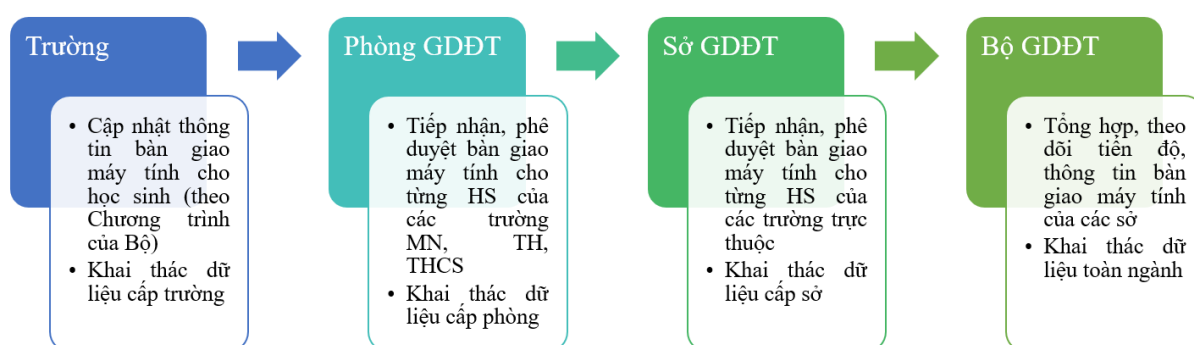 Trường
• Cập nhật thông
tin bàn giao
máy tính cho
học sinh (theo
Chương trình
của Bộ)
• Khai thác dữ
liệu cấp trường
Phòng GDĐT
• Tiếp nhận, phê
duyệt bàn giao
máy tính cho
từng HS của
các trường
MN, TH,
THCS
• Khai thác dữ
liệu cấp phòng
Sở GDĐT
• Tiếp nhận, phê
duyệt bàn giao
máy tính cho
từng HS của
các trường trực
thuộc
• Khai thác dữ
liệu cấp sở
Bộ GDĐT
• Tổng hợp, theo
dõi tiến độ,
thông tin bàn
giao máy tính
của các sở
• Khai thác dữ
liệu toàn ngành